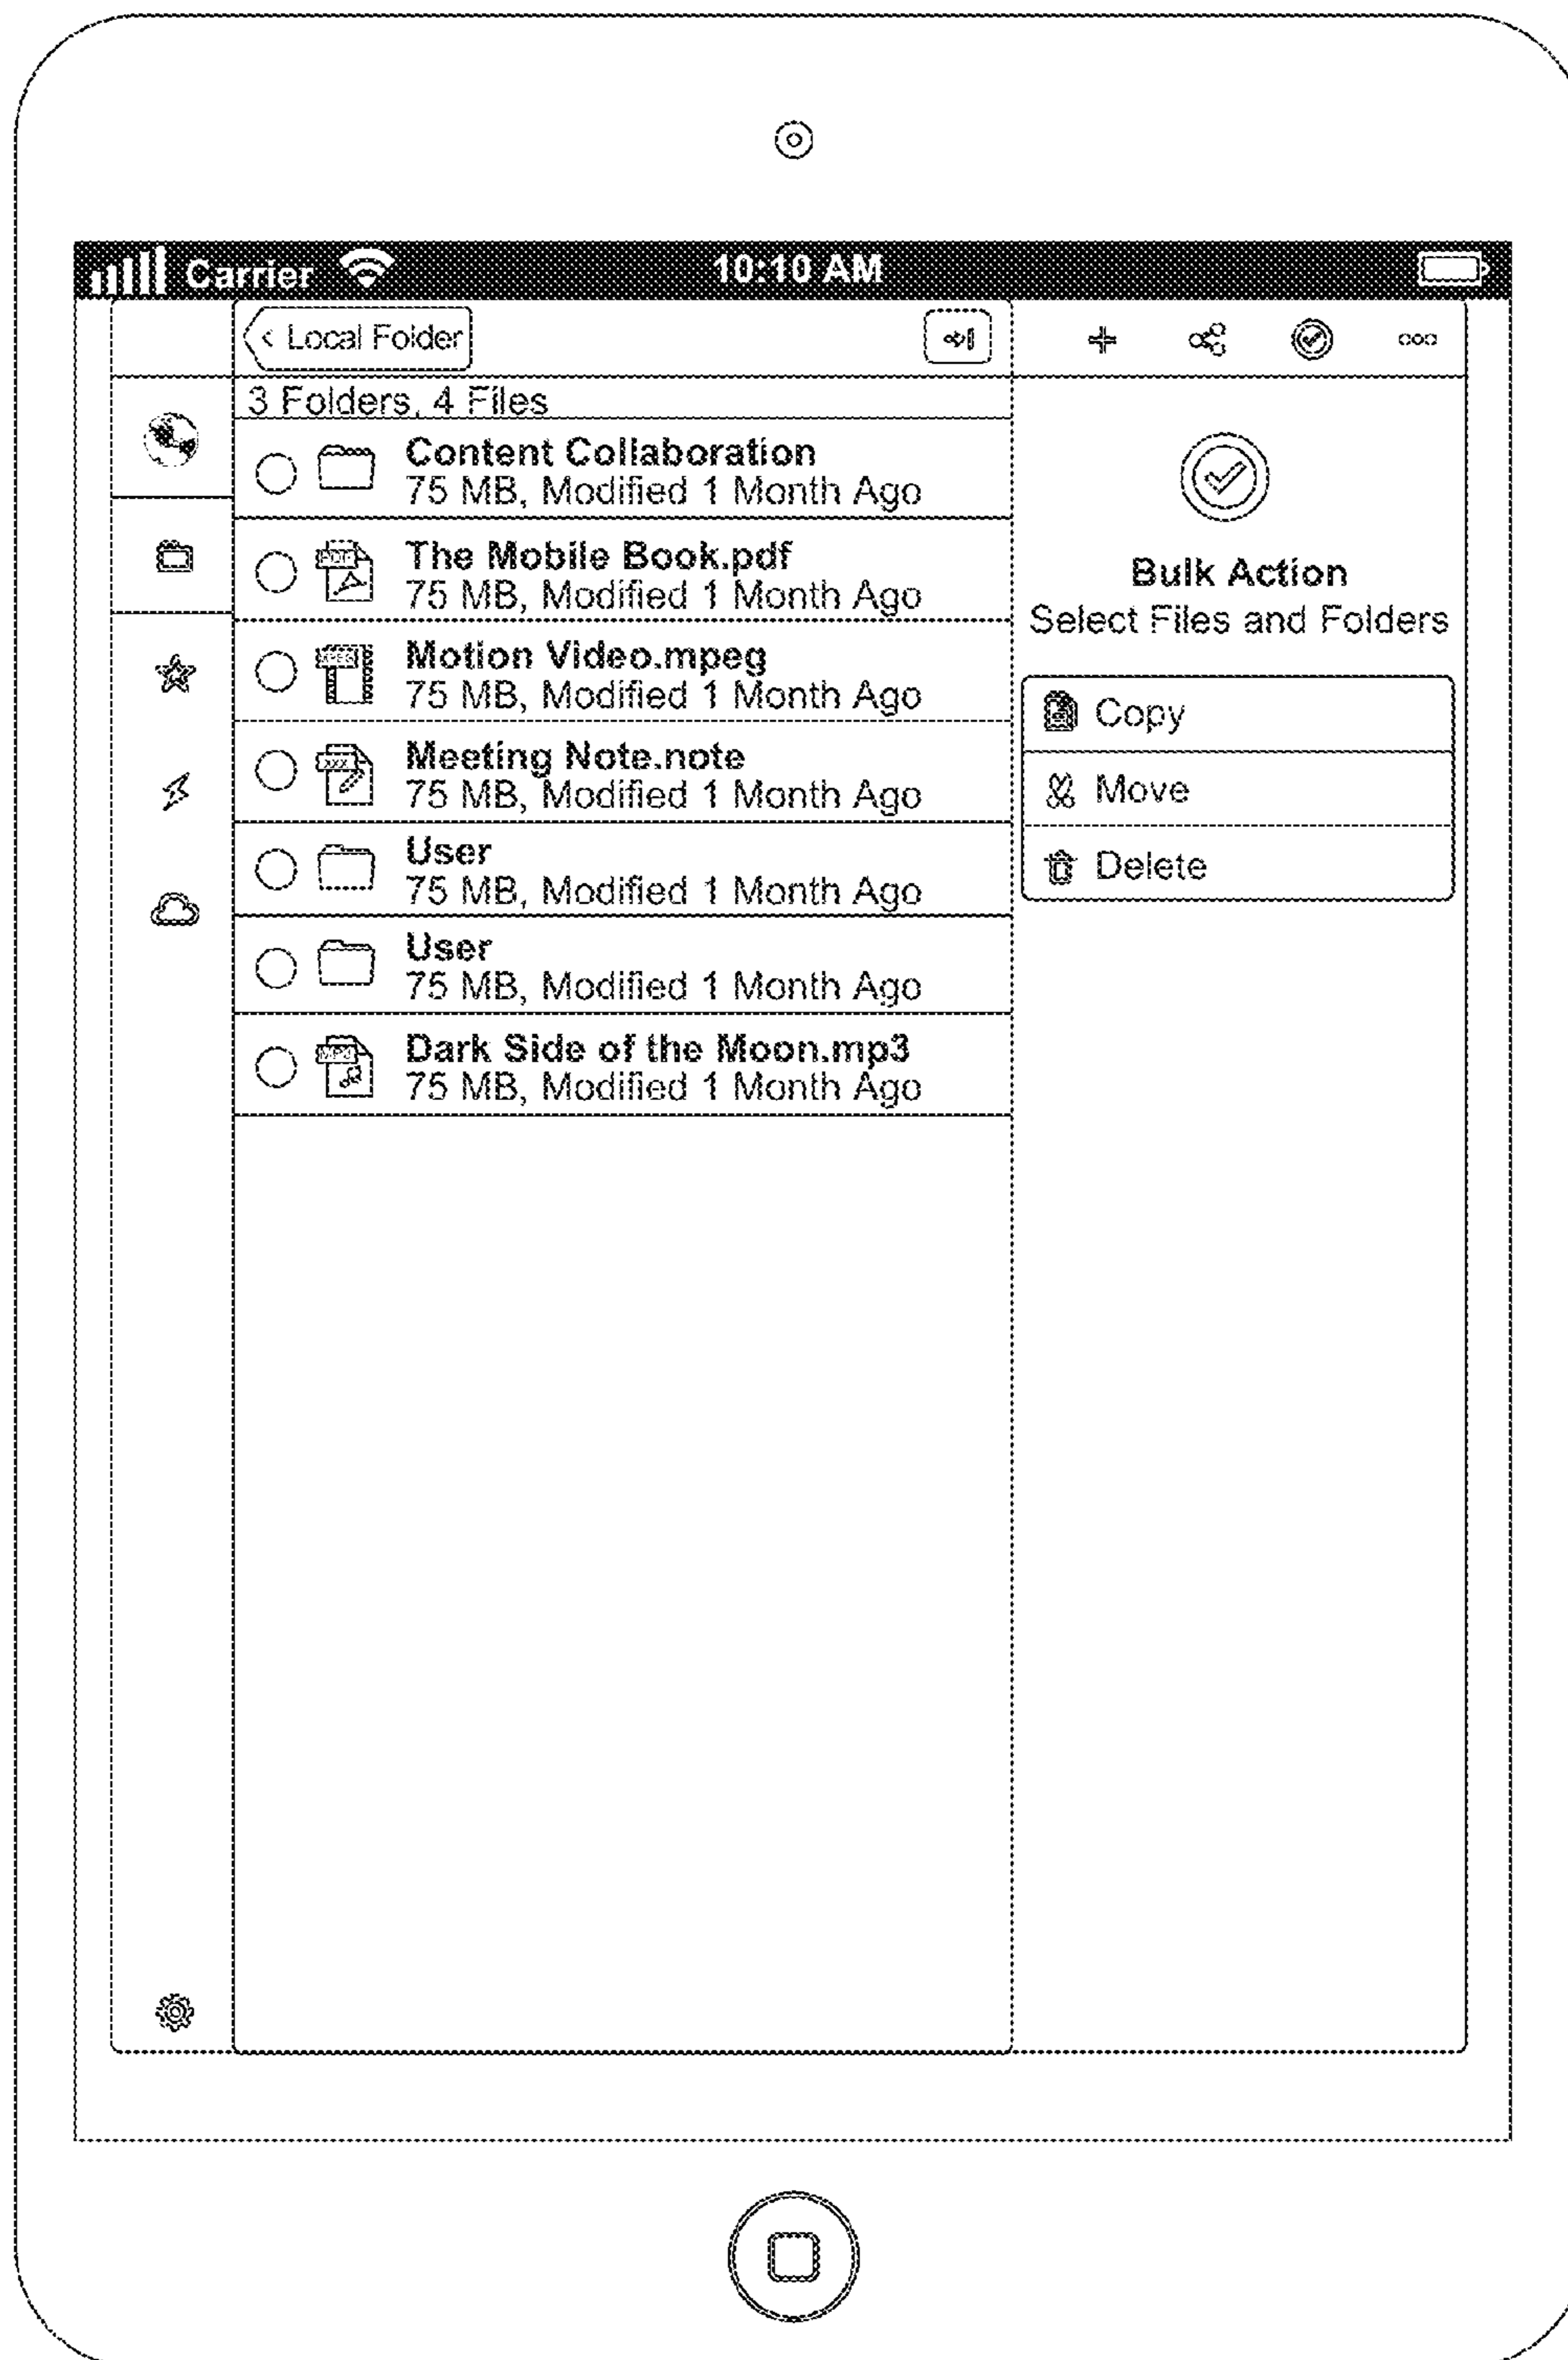 Carrier
10:10 AM
< Local Folder
3 Folders, 4 Files
Content Collaboration
75 MB, Modified 1 Month Ago
The Mobile Book.pdf
75 MB, Modified 1 Month Ago
Motion Video.mpeg
75 MB, Modified 1 Month Ago
XXX
Meeting Note.note
75 MB, Modified 1 Month Ago
User
75 MB, Modified 1 Month Ago
User
75 MB, Modified 1 Month Ago
Dark Side of the Moon.mp3
75 MB, Modified 1 Month Ago
Bulk Action
Select Files and Folders
Copy
Move
Delete